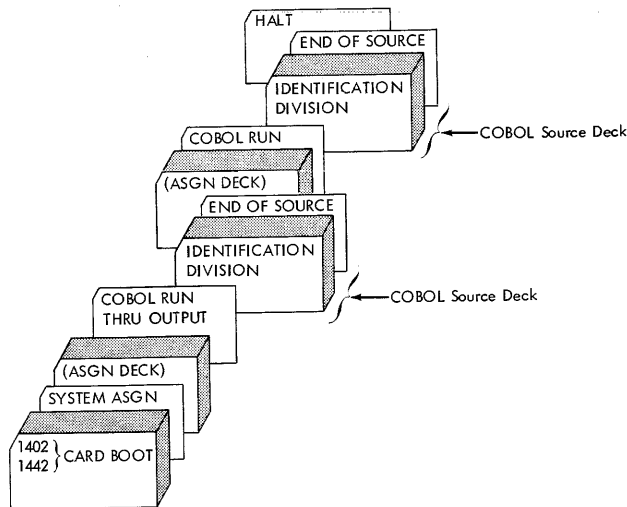 HALT
END OF SOURCE
IDENTIFICATION
DIVISION
COBOL Source Deck
COBOL RUN
(ASGN DECK)
END OF SOURCE
IDENTIFICATION
DIVISION
COBOL Source Deck
COBOL RUN
THRU OUTPUT
(ASGN DECK)
SYSTEM ASGN
1402
1442
CARD BOOT